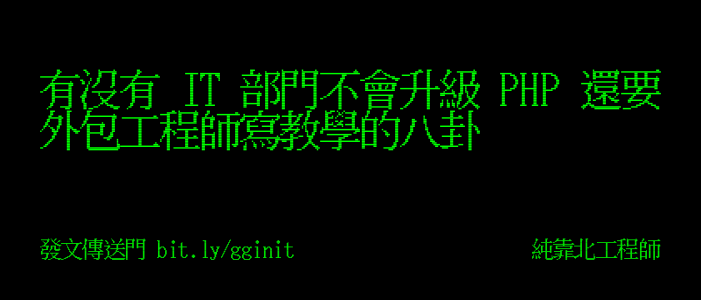 有沒有 IT 部門不會升級 PHP 還要
外包工程師寫教學的八卦
發文傳送門 bit.ly/gginit 純靠北工程師